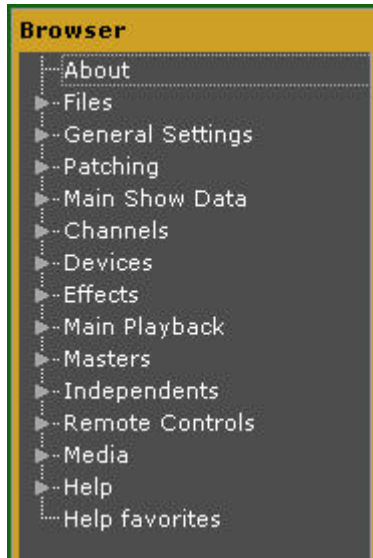 Browser
About
Files
General Settings
Patching
Main Show Data
Channels
Devices
Effects
Main Playback
Masters
Independents
Remote Controls
Media
Help
Help favorites